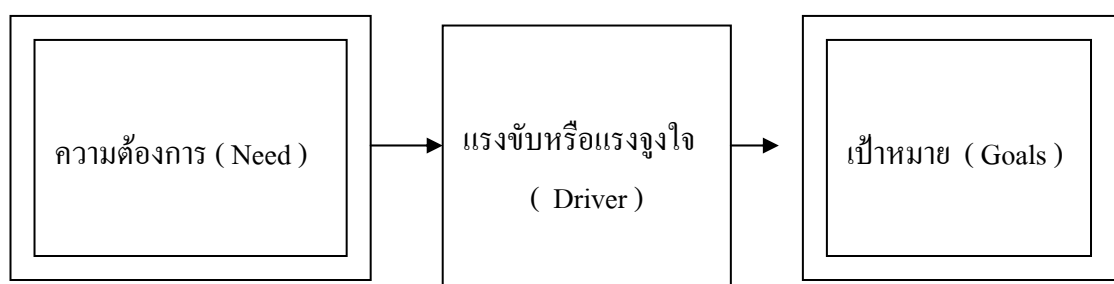 ความต้องการ ( Need )
แรงขับหรือแรงจูงใจ
( Driver )
เป้าหมาย ( Goals )